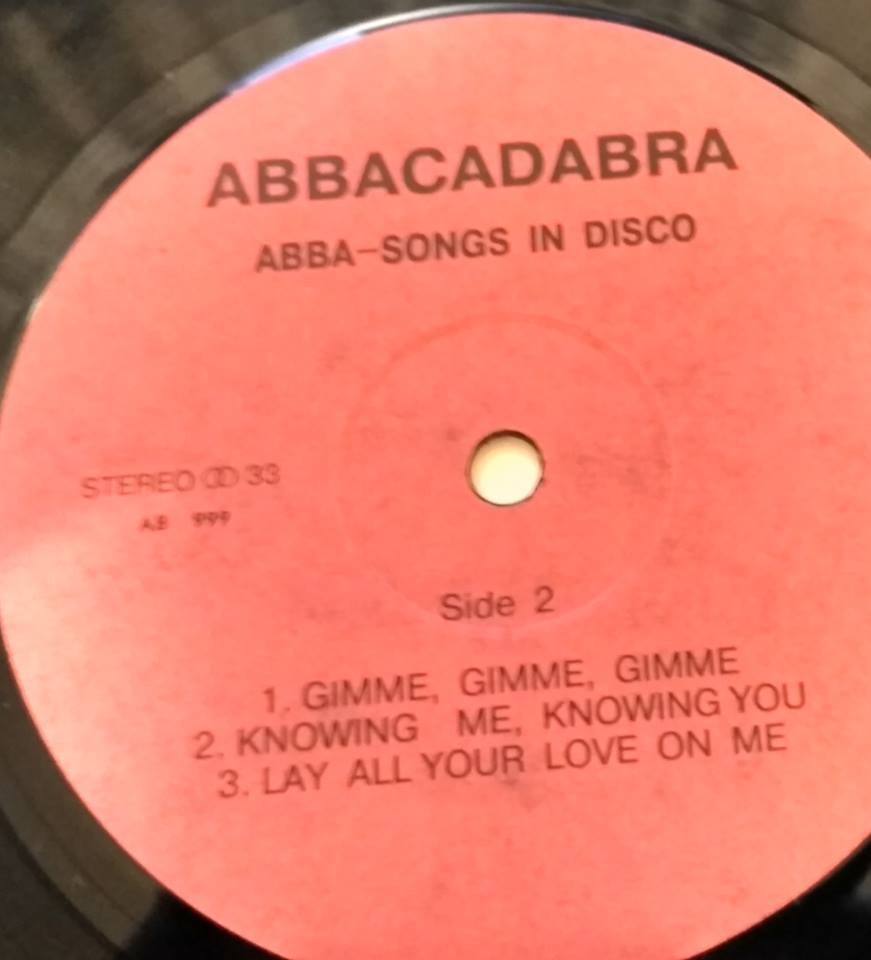 ABBACADABRA
ABBA-SONGS IN DISCO
STEREO 33
AB 999
Side 2
1. GIMME, GIMME, GIMME
2. KNOWING ME, KNOWING YOU
3. LAY ALL YOUR LOVE ON ME